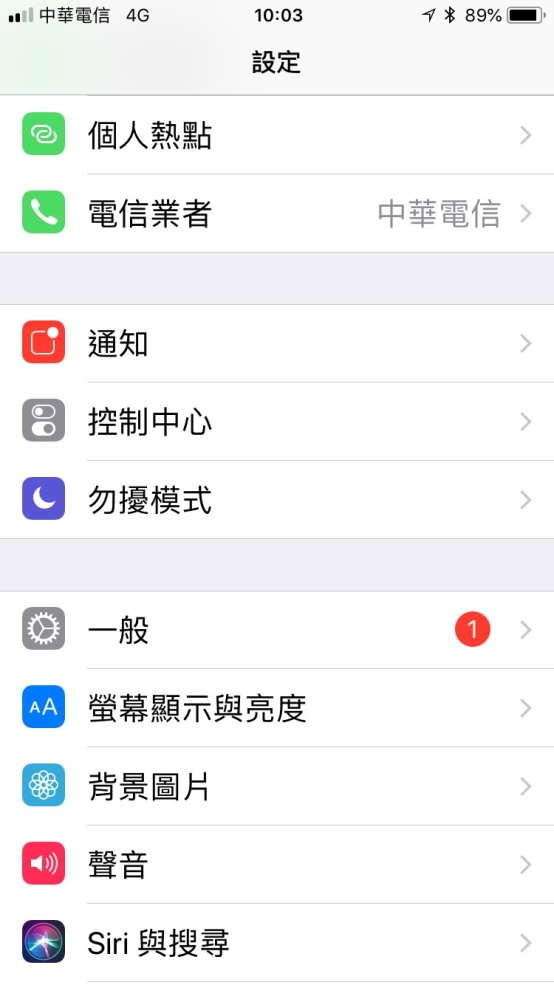 中華電信 4G 10:03 89%
設定
個人熱點
電信業者 中華電信
通知
控制中心
勿擾模式
一般 1
AA
螢幕顯示與亮度
背景圖片
聲音
Siri 與搜尋